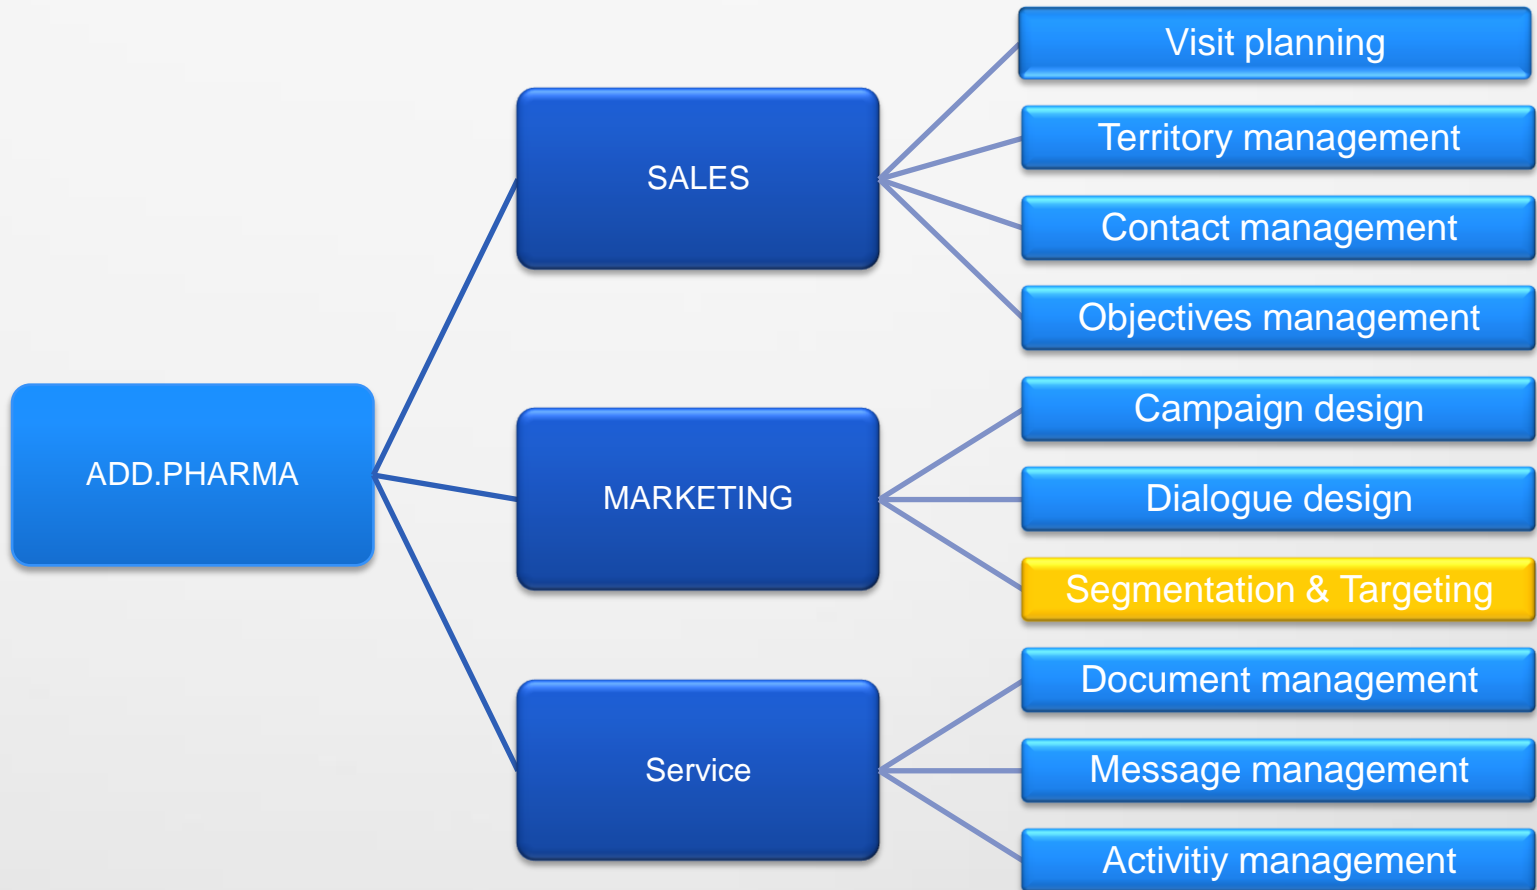 ADD.PHARMA
SALES
Visit planning
Territory management
Contact management
Objectives management
MARKETING
Campaign design
Dialogue design
Segmentation & Targeting
Service
Document management
Message management
Activitiy management